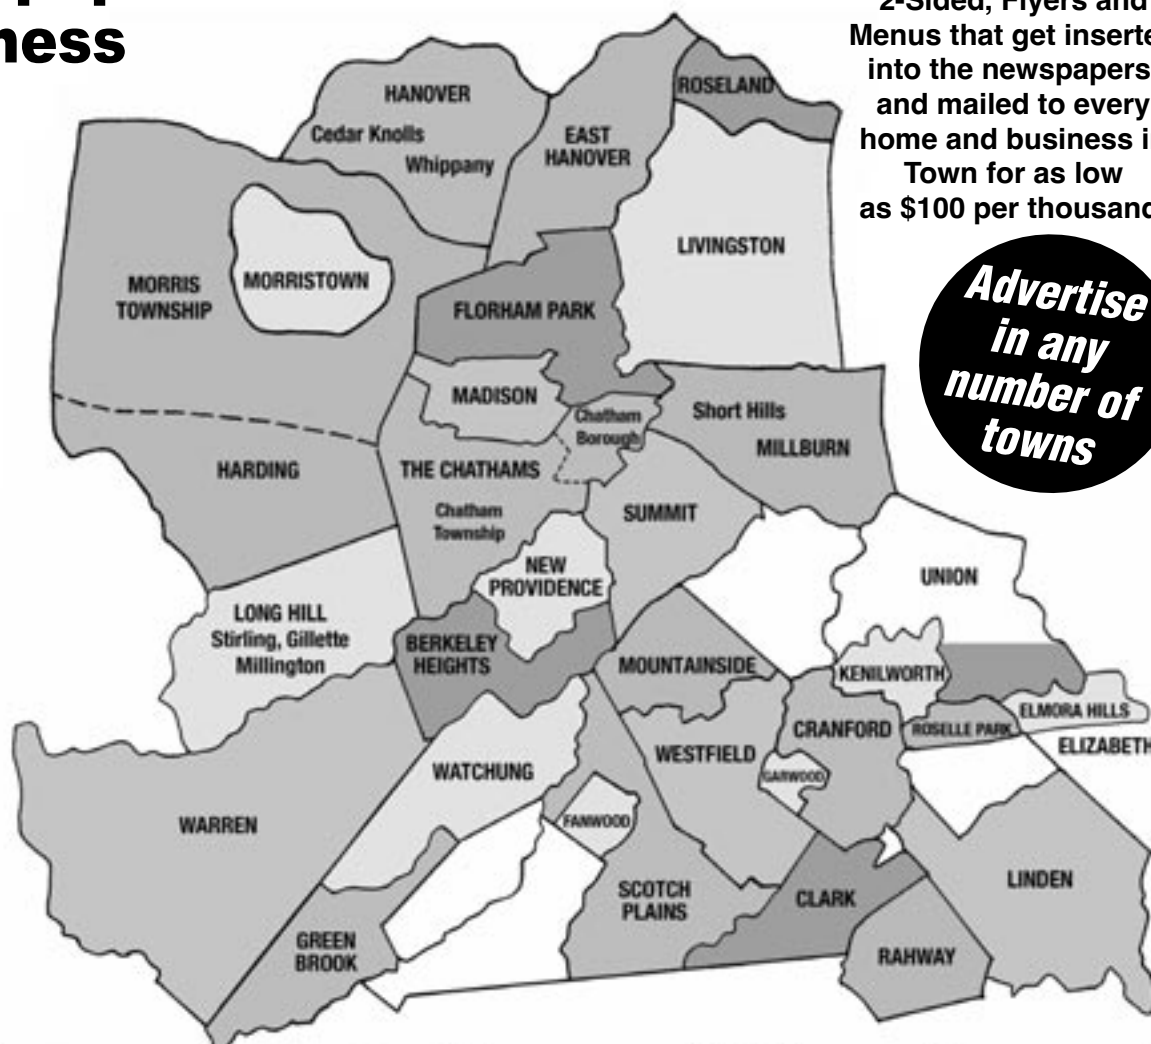 ness
2-Sided, Flyers and
Menus that get
into the newspapers
and mailed to every
home and business
Town for as low
as $100 per thousand
Advertise
in any
number of
towns
HANOVER
Cedar Knolls
Whippany
EAST
HANOVER
ROSELAND
LIVINGSTON
MORRIS
TOWNSHIP
MORRISTOWN
FLORHAM PARK
MADISON
Chatham
Borough
Short Hills
MILLBURN
HARDING
THE CHATHAMS
Chatham
Township
SUMMIT
NEW
PROVIDENCE
UNION
LONG HILL
Stirling, Gillette
Millington
BERKELEY
HEIGHTS
MOUNTAINSIDE
KENILWORTH
ELMORA HILLS
CRANFORD
ROSELLE PARK
ELIZABETH
WESTFIELD
GARWOOD
WATCHUNG
WARREN
FANWOOD
SCOTCH
PLAINS
CLARK
LINDEN
GREEN
BROOK
RAHWAY